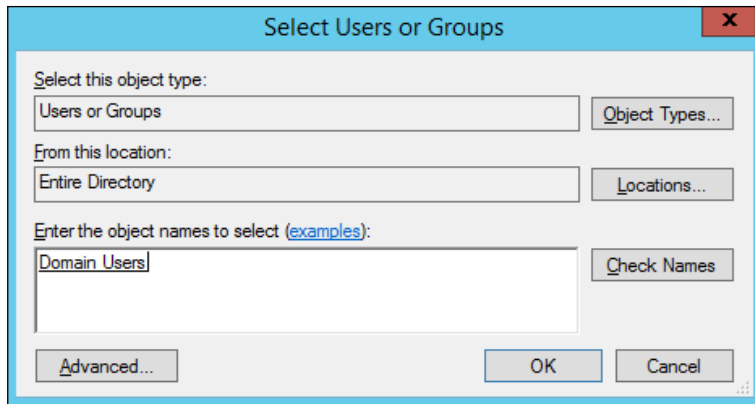 Select Users or Groups
x
Select this object type:
Users or Groups
Object Types...
From this location:
Entire Directory
Locations...
Enter the object names to select (examples):
Domain Users
Check Names
Advanced...
OK
Cancel